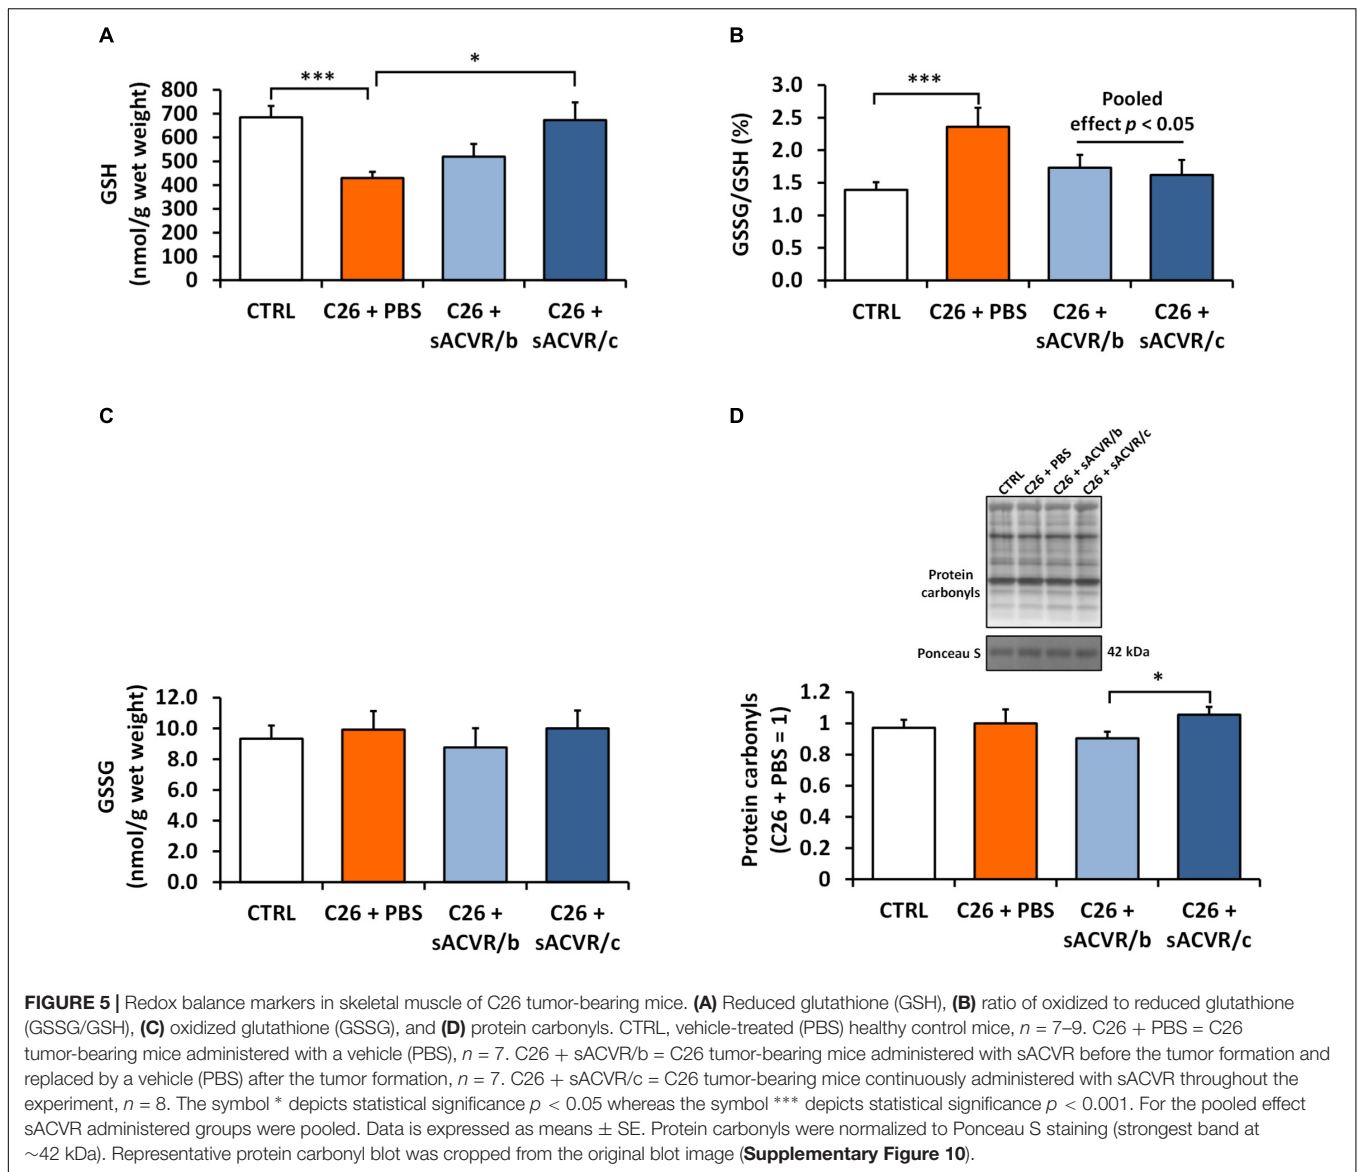 A
***
*
GSH
(nmol/g wet weight)
800
700
600
500
400
300
200
100
0
CTRL
C26 + PBS
C26 +
sACVR/b
C26 +
sACVR/c
B
***
Pooled
effect p < 0.05
GSSG/GSH (%)
3.0
2.5
2.0
1.5
1.0
0.5
0.0
CTRL
C26 + PBS
C26 +
sACVR/b
C26 +
sACVR/c
C
GSSG
(nmol/g wet weight)
12.0
10.0
8.0
6.0
4.0
2.0
0.0
CTRL
C26 + PBS
C26 +
sACVR/b
C26 +
sACVR/c
D
CTRL
C26 + PBS
C26 + sACVR/b
C26 + sACVR/c
Protein
carbonyls
Ponceau S
42 kDa
*
Protein carbonyls
(C26 + PBS = 1)
1.2
1
0.8
0.6
0.4
0.2
0
CTRL
C26 + PBS
C26 +
sACVR/b
C26 +
sACVR/c
FIGURE 5 | Redox balance markers in skeletal muscle of C26 tumor-bearing mice. (A) Reduced glutathione (GSH), (B) ratio of oxidized to reduced glutathione
(GSSG/GSH), (C) oxidized glutathione (GSSG), and (D) protein carbonyls. CTRL, vehicle-treated (PBS) healthy control mice, n = 7–9. C26 + PBS = C26
tumor-bearing mice administered with a vehicle (PBS), n = 7. C26 + sACVR/b = C26 tumor-bearing mice administered with sACVR before the tumor formation and
replaced by a vehicle (PBS) after the tumor formation, n = 7. C26 + sACVR/c = C26 tumor-bearing mice continuously administered with sACVR throughout the
experiment, n = 8. The symbol * depicts statistical significance p < 0.05 whereas the symbol *** depicts statistical significance p < 0.001. For the pooled effect
sACVR administered groups were pooled. Data is expressed as means ± SE. Protein carbonyls were normalized to Ponceau S staining (strongest band at
∼42 kDa). Representative protein carbonyl blot was cropped from the original blot image (Supplementary Figure 10).